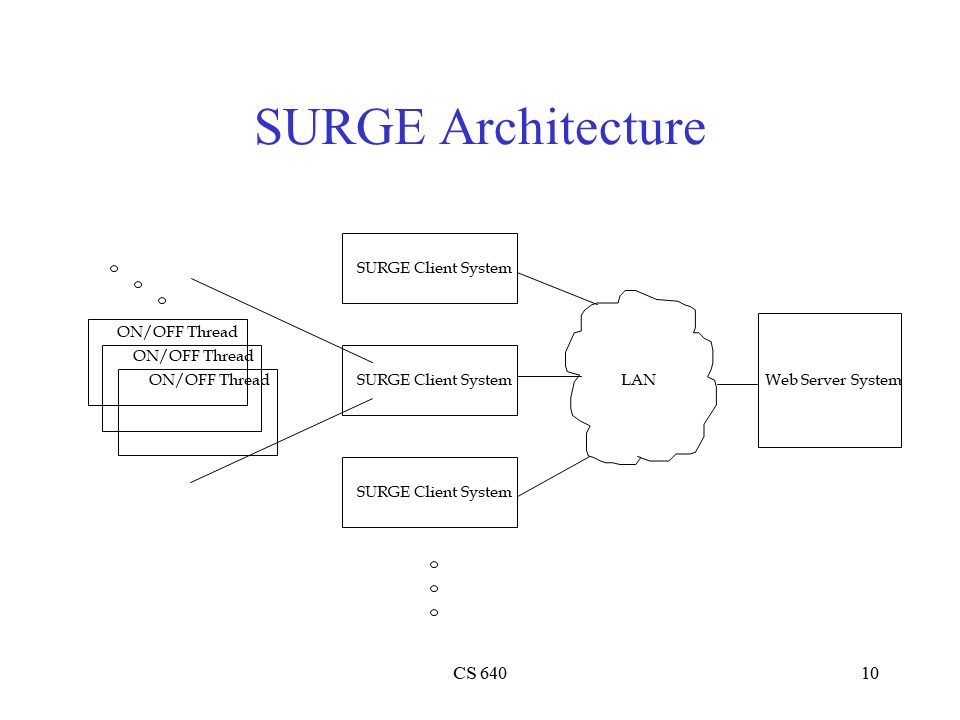 SURGE Architecture
SURGE Client System
ON/OFF Thread
ON/OFF Thread
ON/OFF Thread
SURGE Client System
LAN
Web Server System
SURGE Client System
CS 640
10